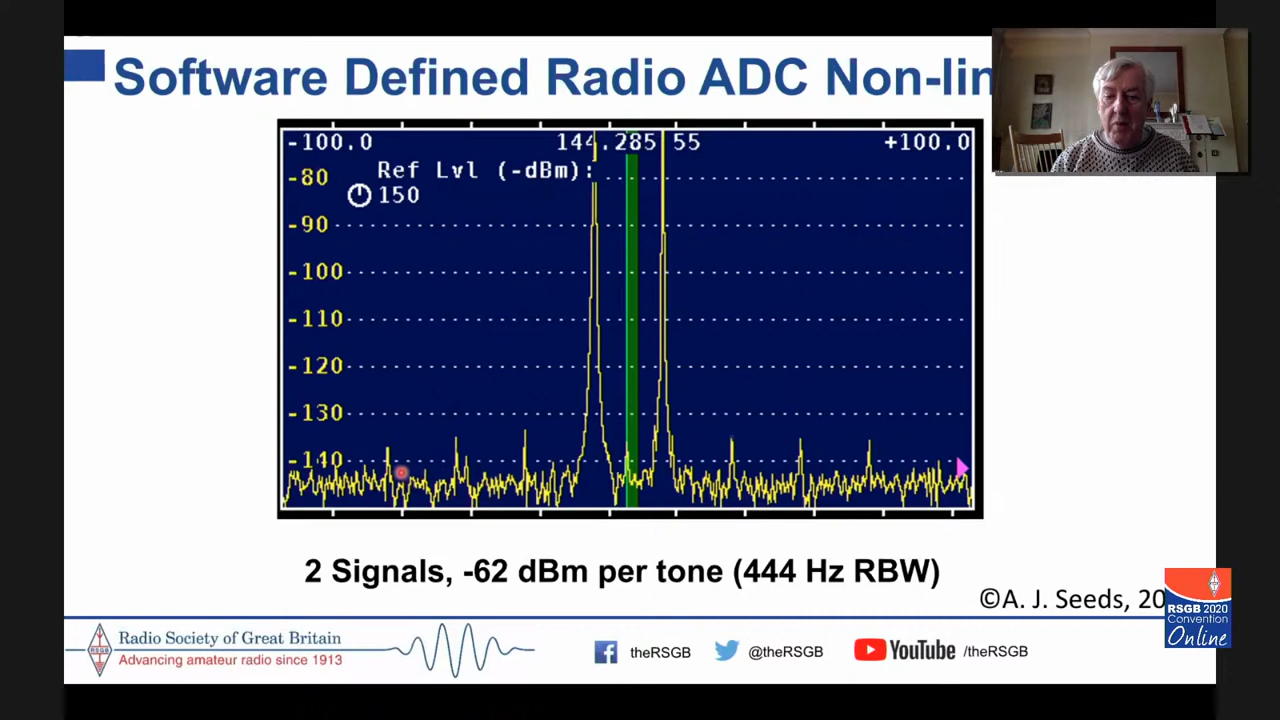 Software Defined Radio ADC Non-lin
-100.0 144.285 55 +100.0
Ref Lvl (-dBm):
150
-80
-90
-100
-110
-120
-130
-140
2 Signals, -62 dBm per tone (444 Hz RBW)
©A. J. Seeds, 20
RSGB 2020
Convention
Online
RSGB
Radio Society of Great Britain
Advancing amateur radio since 1913
theRSGB
@theRSGB
YouTube /theRSGB